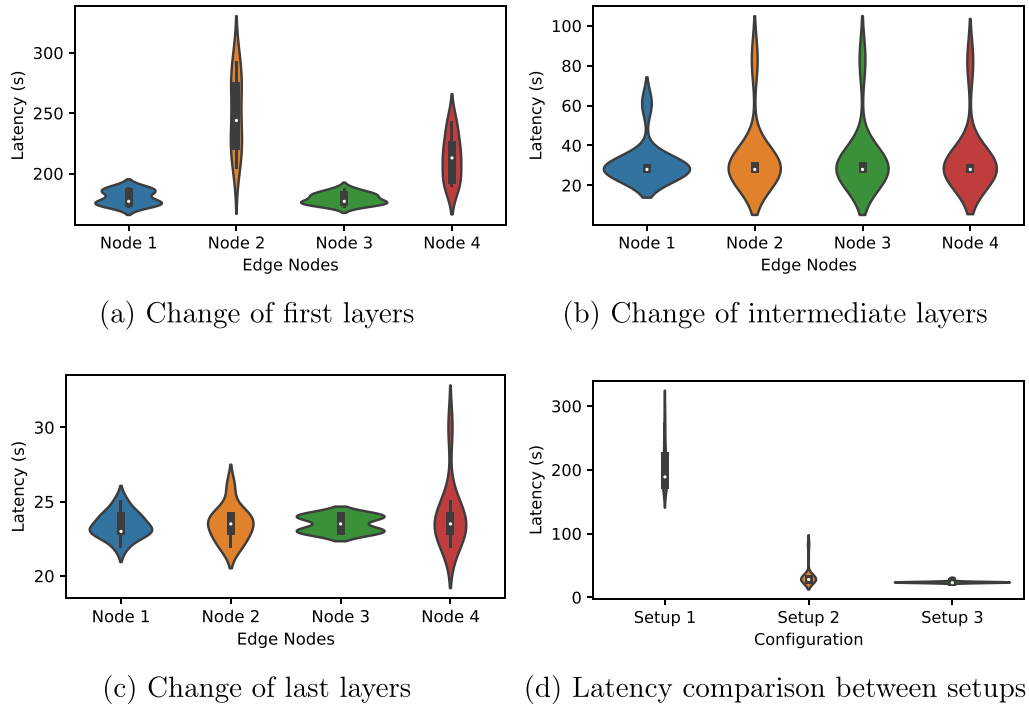 Latency (s)
300
250
200
Node 1 Node 2 Node 3 Node 4
Edge Nodes
(a) Change of first layers
Latency (s)
100
80
60
40
20
Node 1 Node 2 Node 3 Node 4
Edge Nodes
(b) Change of intermediate layers
Latency (s)
30
25
20
Node 1 Node 2 Node 3 Node 4
Edge Nodes
(c) Change of last layers
Latency (s)
300
200
100
0
Setup 1 Setup 2 Setup 3
Configuration
(d) Latency comparison between setups